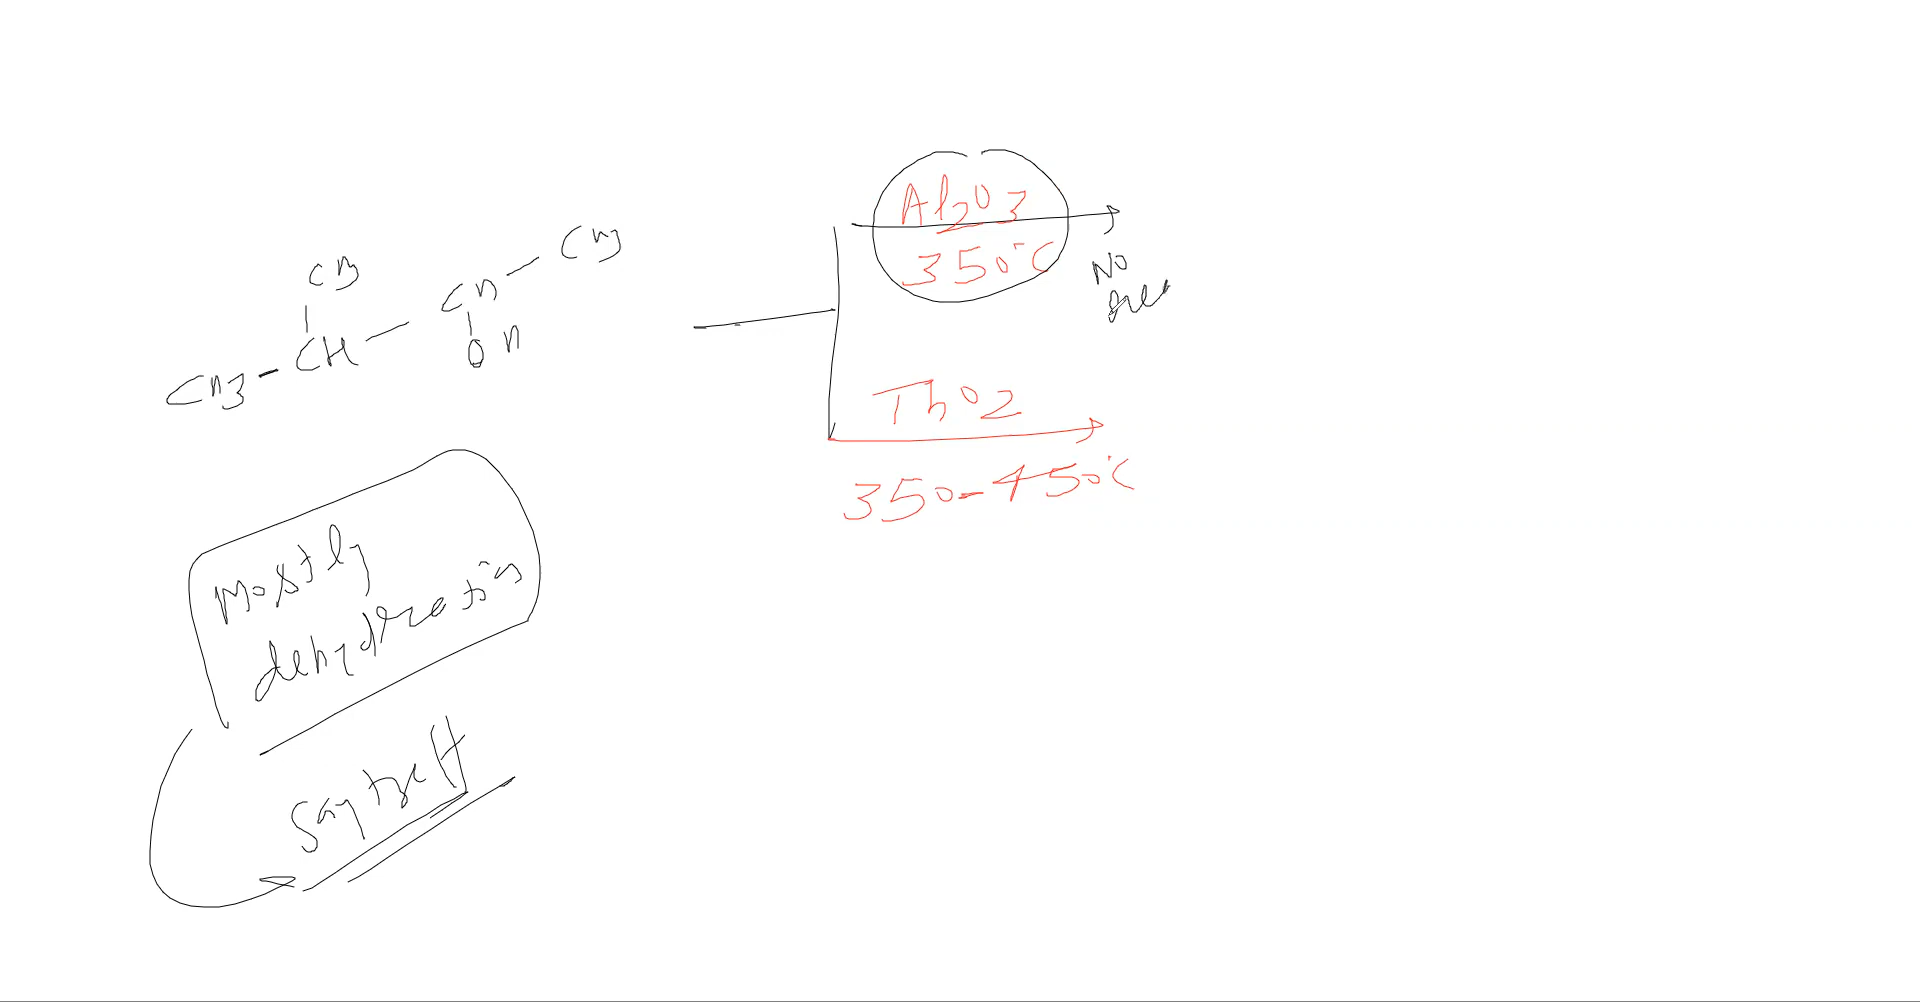 CH3
CH3 - CH - CH - CH3
OH
Al2O3
350°C
No
ThO2
350-450°C
mostly
dehydration
Saytzeff